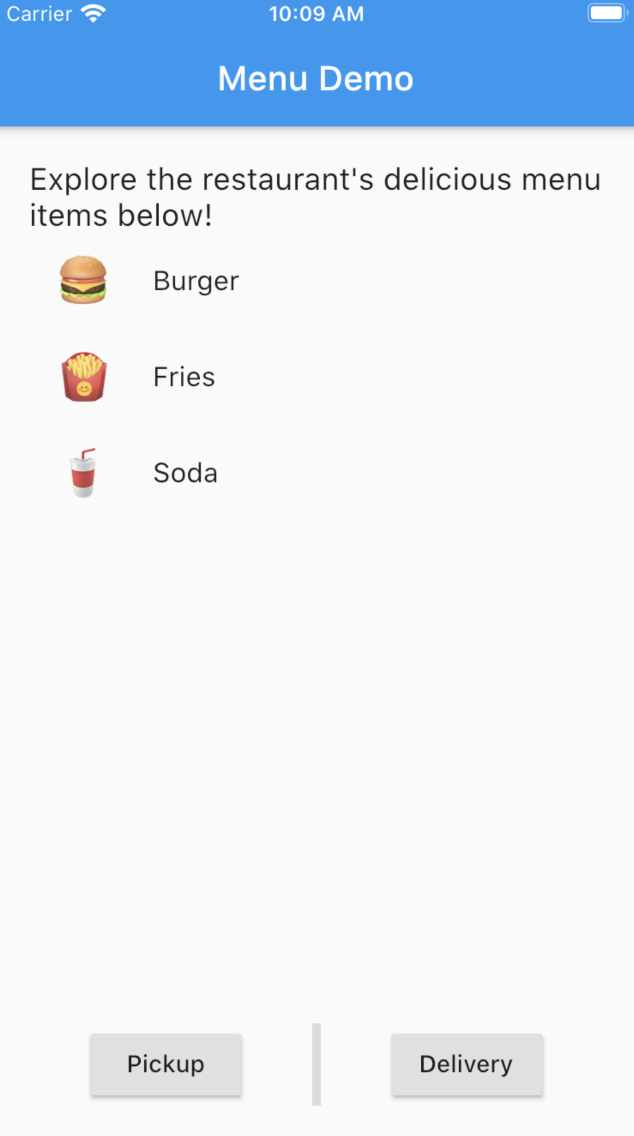 Carrier 10:09 AM
Menu Demo
Explore the restaurant's delicious menu
items below!
Burger
Fries
Soda
Pickup Delivery